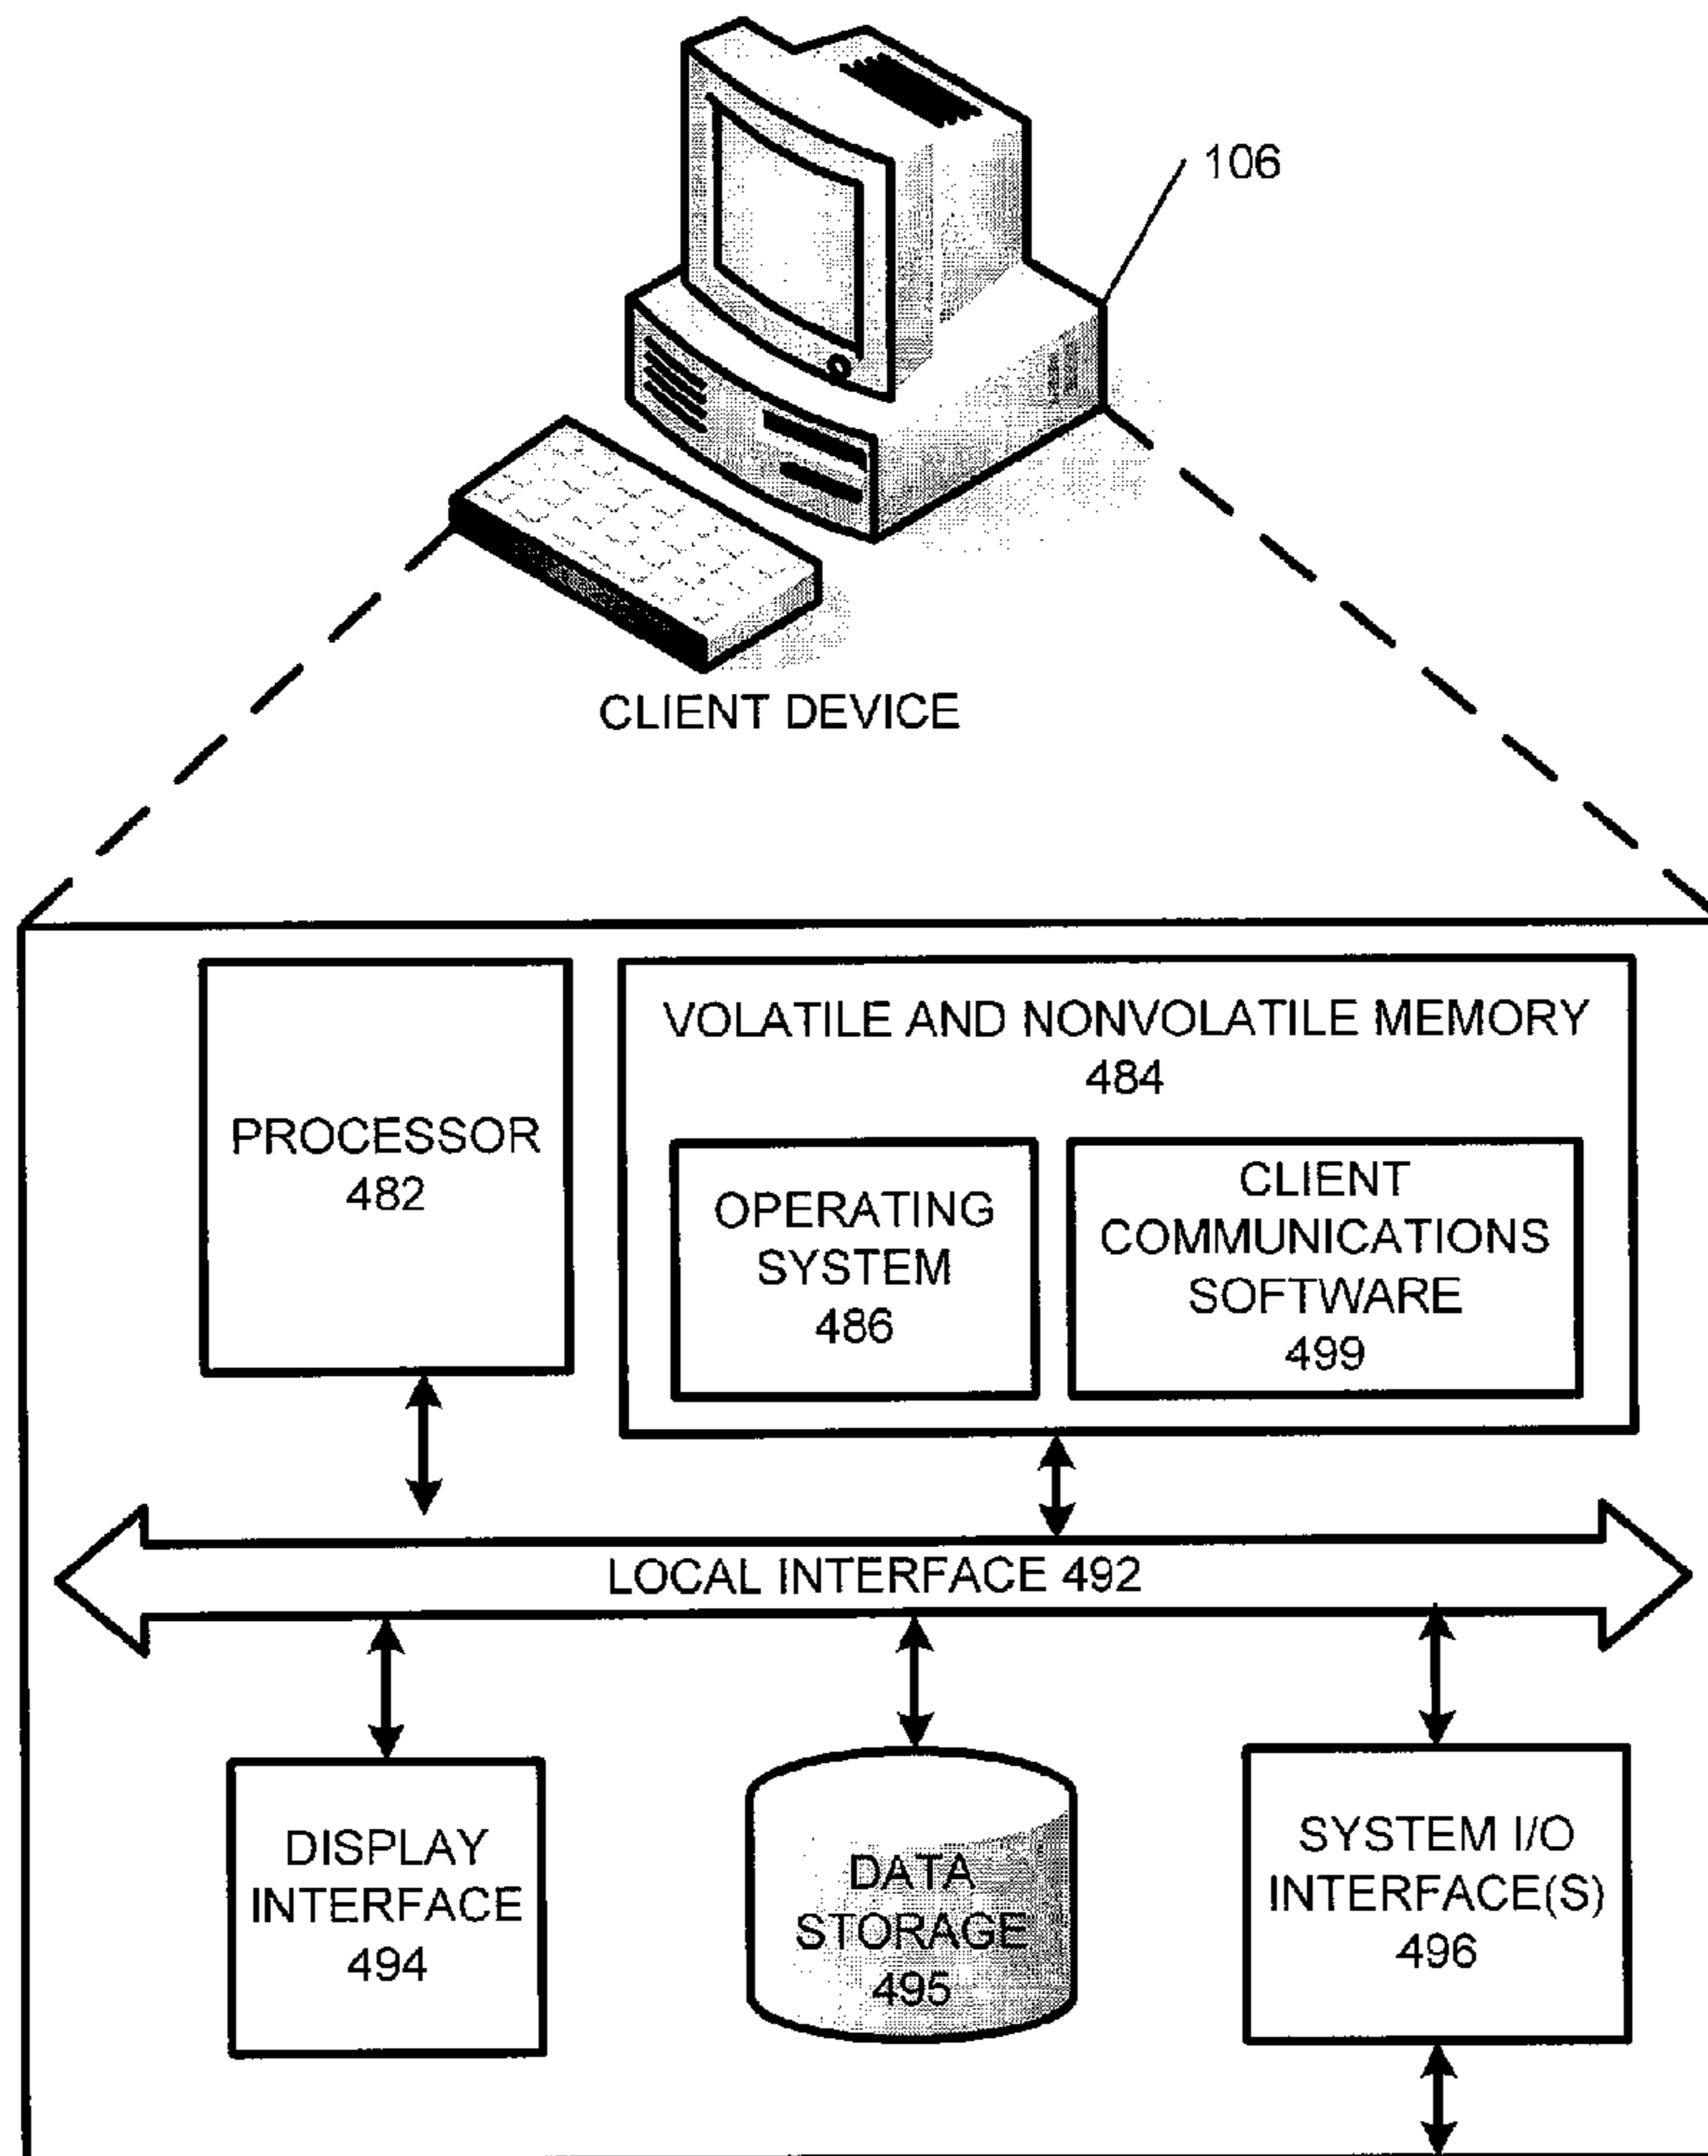 106
CLIENT DEVICE
VOLATILE AND NONVOLATILE MEMORY
484
PROCESSOR
482
OPERATING
SYSTEM
486
CLIENT
COMMUNICATIONS
SOFTWARE
499
LOCAL INTERFACE 492
DISPLAY
INTERFACE
494
DATA
STORAGE
495
SYSTEM I/O
INTERFACE(S)
496